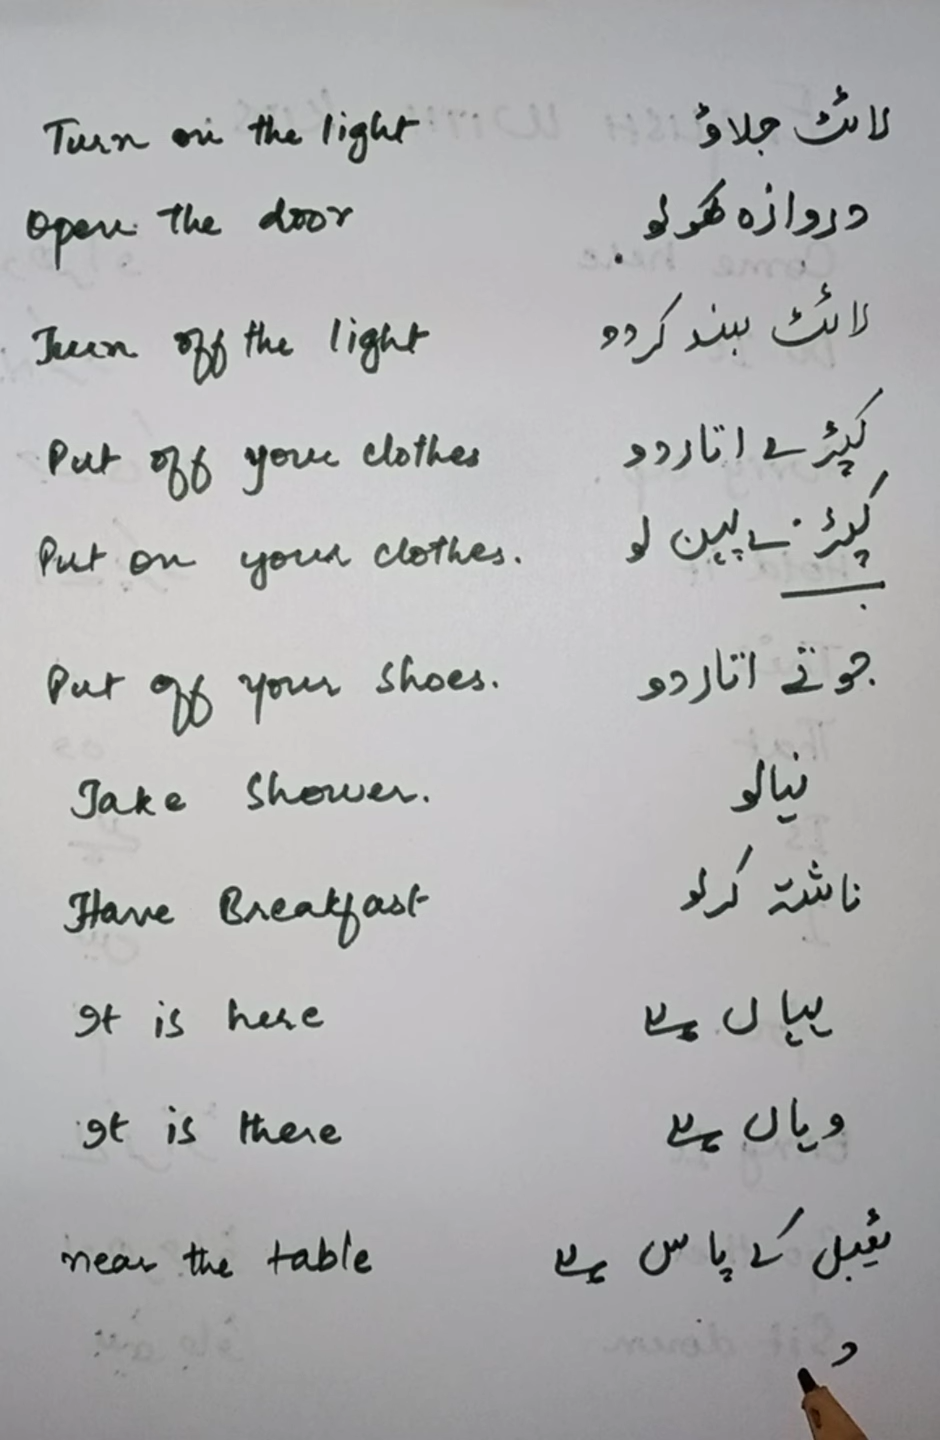 Turn on the light لائٹ جلاؤ
Open the door دروازہ کھولو
Turn off the light لائٹ بند کردو
Put off your clothes کپڑے اتاردو
Put on your clothes. کپڑے پہن لو
Put off your shoes. جوتے اتاردو
Take Shower. نہالو
Have Breakfast ناشتہ کرلو
It is here یہاں ہے
It is there وہاں ہے
near the table ٹیبل کے پاس ہے
د